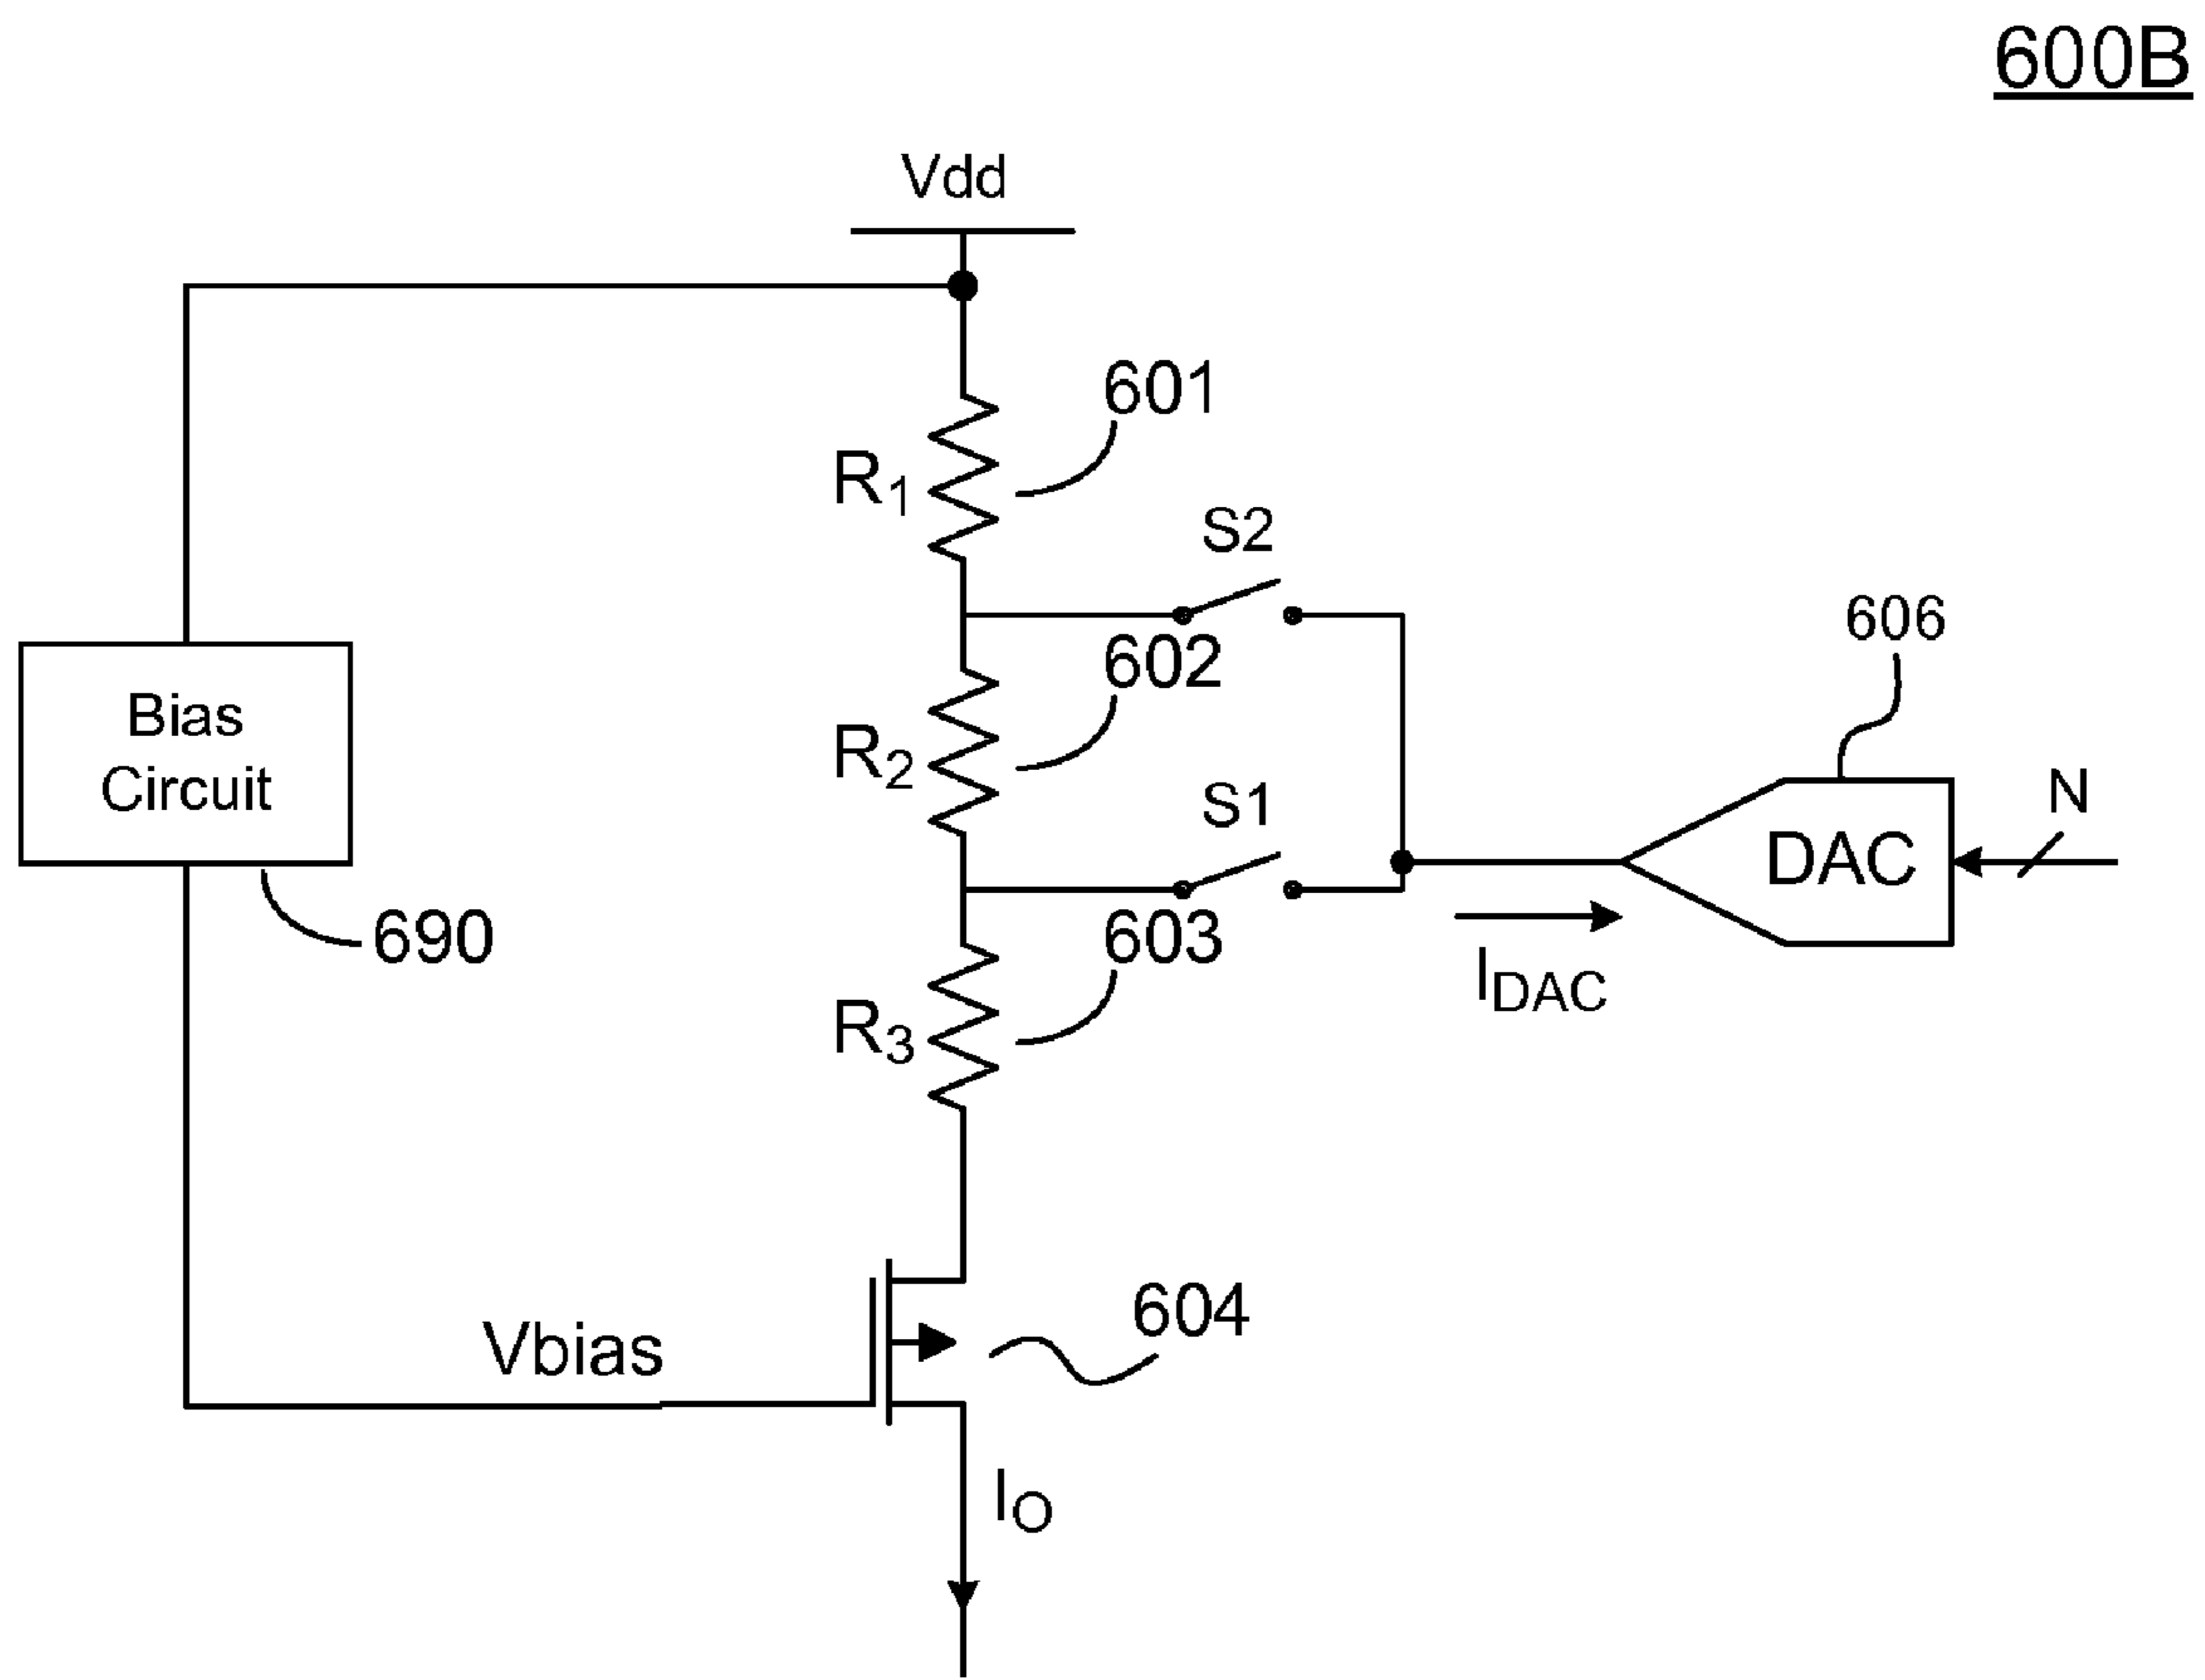 600B
Vdd
601
R1
S2
606
602
Bias
Circuit
R2
N
S1
DAC
690
603
IDAC
R3
604
Vbias
IO